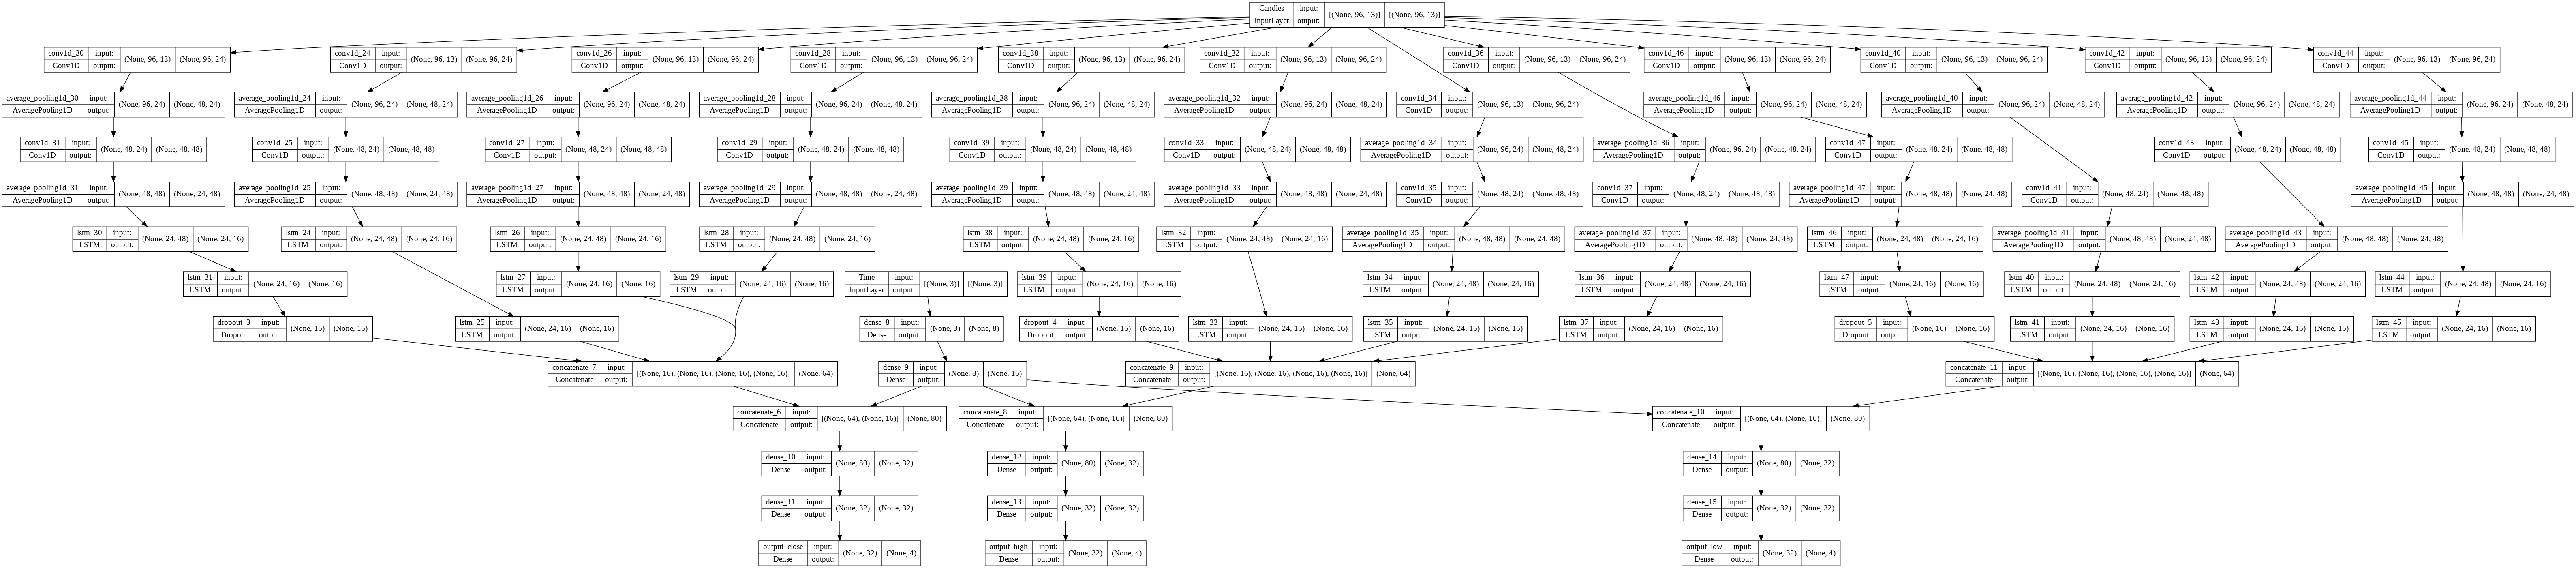 Candles input: [(None, 96, 13)] [(None, 96, 13)]
InputLayer output:
conv1d_30 input: (None, 96, 13) (None, 96, 24)
Conv1D output:
conv1d_24 input: (None, 96, 13) (None, 96, 24)
Conv1D output:
conv1d_26 input: (None, 96, 13) (None, 96, 24)
Conv1D output:
conv1d_28 input: (None, 96, 13) (None, 96, 24)
Conv1D output:
conv1d_38 input: (None, 96, 13) (None, 96, 24)
Conv1D output:
conv1d_32 input: (None, 96, 13) (None, 96, 24)
Conv1D output:
conv1d_36 input: (None, 96, 13) (None, 96, 24)
Conv1D output:
conv1d_46 input: (None, 96, 13) (None, 96, 24)
Conv1D output:
conv1d_40 input: (None, 96, 13) (None, 96, 24)
Conv1D output:
conv1d_42 input: (None, 96, 13) (None, 96, 24)
Conv1D output:
conv1d_44 input: (None, 96, 13) (None, 96, 24)
Conv1D output:
average_pooling1d_30 input: (None, 96, 24) (None, 48, 24)
AveragePooling1D output:
average_pooling1d_24 input: (None, 96, 24) (None, 48, 24)
AveragePooling1D output:
average_pooling1d_26 input: (None, 96, 24) (None, 48, 24)
AveragePooling1D output:
average_pooling1d_28 input: (None, 96, 24) (None, 48, 24)
AveragePooling1D output:
average_pooling1d_38 input: (None, 96, 24) (None, 48, 24)
AveragePooling1D output:
average_pooling1d_32 input: (None, 96, 24) (None, 48, 24)
AveragePooling1D output:
conv1d_34 input: (None, 96, 13) (None, 96, 24)
Conv1D output:
average_pooling1d_46 input: (None, 96, 24) (None, 48, 24)
AveragePooling1D output:
average_pooling1d_40 input: (None, 96, 24) (None, 48, 24)
AveragePooling1D output:
average_pooling1d_42 input: (None, 96, 24) (None, 48, 24)
AveragePooling1D output:
average_pooling1d_44 input: (None, 96, 24) (None, 48, 24)
AveragePooling1D output:
conv1d_31 input: (None, 48, 24) (None, 48, 48)
Conv1D output:
conv1d_25 input: (None, 48, 24) (None, 48, 48)
Conv1D output:
conv1d_27 input: (None, 48, 24) (None, 48, 48)
Conv1D output:
conv1d_29 input: (None, 48, 24) (None, 48, 48)
Conv1D output:
conv1d_39 input: (None, 48, 24) (None, 48, 48)
Conv1D output:
conv1d_33 input: (None, 48, 24) (None, 48, 48)
Conv1D output:
average_pooling1d_34 input: (None, 96, 24) (None, 48, 24)
AveragePooling1D output:
average_pooling1d_36 input: (None, 96, 24) (None, 48, 24)
AveragePooling1D output:
conv1d_47 input: (None, 48, 24) (None, 48, 48)
Conv1D output:
conv1d_43 input: (None, 48, 24) (None, 48, 48)
Conv1D output:
conv1d_45 input: (None, 48, 24) (None, 48, 48)
Conv1D output:
average_pooling1d_31 input: (None, 48, 48) (None, 24, 48)
AveragePooling1D output:
average_pooling1d_25 input: (None, 48, 48) (None, 24, 48)
AveragePooling1D output:
average_pooling1d_27 input: (None, 48, 48) (None, 24, 48)
AveragePooling1D output:
average_pooling1d_29 input: (None, 48, 48) (None, 24, 48)
AveragePooling1D output:
average_pooling1d_39 input: (None, 48, 48) (None, 24, 48)
AveragePooling1D output:
average_pooling1d_33 input: (None, 48, 48) (None, 24, 48)
AveragePooling1D output:
conv1d_35 input: (None, 48, 24) (None, 48, 48)
Conv1D output:
conv1d_37 input: (None, 48, 24) (None, 48, 48)
Conv1D output:
average_pooling1d_47 input: (None, 48, 48) (None, 24, 48)
AveragePooling1D output:
conv1d_41 input: (None, 48, 24) (None, 48, 48)
Conv1D output:
average_pooling1d_45 input: (None, 48, 48) (None, 24, 48)
AveragePooling1D output:
lstm_30 input: (None, 24, 48) (None, 24, 16)
LSTM output:
lstm_24 input: (None, 24, 48) (None, 24, 16)
LSTM output:
lstm_26 input: (None, 24, 48) (None, 24, 16)
LSTM output:
lstm_28 input: (None, 24, 48) (None, 24, 16)
LSTM output:
lstm_38 input: (None, 24, 48) (None, 24, 16)
LSTM output:
lstm_32 input: (None, 24, 48) (None, 24, 16)
LSTM output:
average_pooling1d_35 input: (None, 48, 48) (None, 24, 48)
AveragePooling1D output:
average_pooling1d_37 input: (None, 48, 48) (None, 24, 48)
AveragePooling1D output:
lstm_46 input: (None, 24, 48) (None, 24, 16)
LSTM output:
average_pooling1d_41 input: (None, 48, 48) (None, 24, 48)
AveragePooling1D output:
average_pooling1d_43 input: (None, 48, 48) (None, 24, 48)
AveragePooling1D output:
lstm_31 input: (None, 24, 16) (None, 16)
LSTM output:
lstm_27 input: (None, 24, 16) (None, 16)
LSTM output:
lstm_29 input: (None, 24, 16) (None, 16)
LSTM output:
Time input: [(None, 3)] [(None, 3)]
InputLayer output:
lstm_39 input: (None, 24, 16) (None, 16)
LSTM output:
lstm_34 input: (None, 24, 48) (None, 24, 16)
LSTM output:
lstm_36 input: (None, 24, 48) (None, 24, 16)
LSTM output:
lstm_47 input: (None, 24, 16) (None, 16)
LSTM output:
lstm_40 input: (None, 24, 48) (None, 24, 16)
LSTM output:
lstm_42 input: (None, 24, 48) (None, 24, 16)
LSTM output:
lstm_44 input: (None, 24, 48) (None, 24, 16)
LSTM output:
dropout_3 input: (None, 16) (None, 16)
Dropout output:
lstm_25 input: (None, 24, 16) (None, 16)
LSTM output:
dense_8 input: (None, 3) (None, 8)
Dense output:
dropout_4 input: (None, 16) (None, 16)
Dropout output:
lstm_33 input: (None, 24, 16) (None, 16)
LSTM output:
lstm_35 input: (None, 24, 16) (None, 16)
LSTM output:
lstm_37 input: (None, 24, 16) (None, 16)
LSTM output:
dropout_5 input: (None, 16) (None, 16)
Dropout output:
lstm_41 input: (None, 24, 16) (None, 16)
LSTM output:
lstm_43 input: (None, 24, 16) (None, 16)
LSTM output:
lstm_45 input: (None, 24, 16) (None, 16)
LSTM output:
concatenate_7 input: [(None, 16), (None, 16), (None, 16), (None, 16)] (None, 64)
Concatenate output:
dense_9 input: (None, 8) (None, 16)
Dense output:
concatenate_9 input: [(None, 16), (None, 16), (None, 16), (None, 16)] (None, 64)
Concatenate output:
concatenate_11 input: [(None, 16), (None, 16), (None, 16), (None, 16)] (None, 64)
Concatenate output:
concatenate_6 input: [(None, 64), (None, 16)] (None, 80)
Concatenate output:
concatenate_8 input: [(None, 64), (None, 16)] (None, 80)
Concatenate output:
concatenate_10 input: [(None, 64), (None, 16)] (None, 80)
Concatenate output:
dense_10 input: (None, 80) (None, 32)
Dense output:
dense_12 input: (None, 80) (None, 32)
Dense output:
dense_14 input: (None, 80) (None, 32)
Dense output:
dense_11 input: (None, 32) (None, 32)
Dense output:
dense_13 input: (None, 32) (None, 32)
Dense output:
dense_15 input: (None, 32) (None, 32)
Dense output:
output_close input: (None, 32) (None, 4)
Dense output:
output_high input: (None, 32) (None, 4)
Dense output:
output_low input: (None, 32) (None, 4)
Dense output: